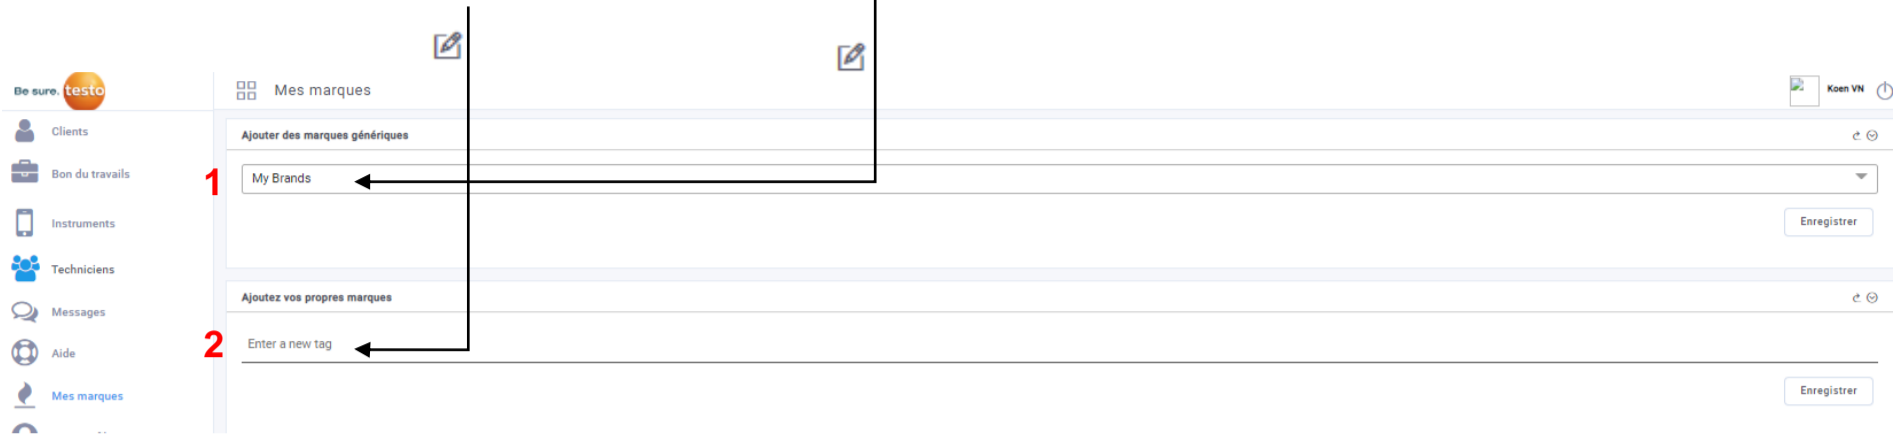 Be sure. testo
Mes marques
Koen VN
Clients
Ajouter des marques génériques
Bon du travails
1
My Brands
Instruments
Enregistrer
Techniciens
Ajoutez vos propres marques
Messages
2
Enter a new tag
Aide
Mes marques
Enregistrer